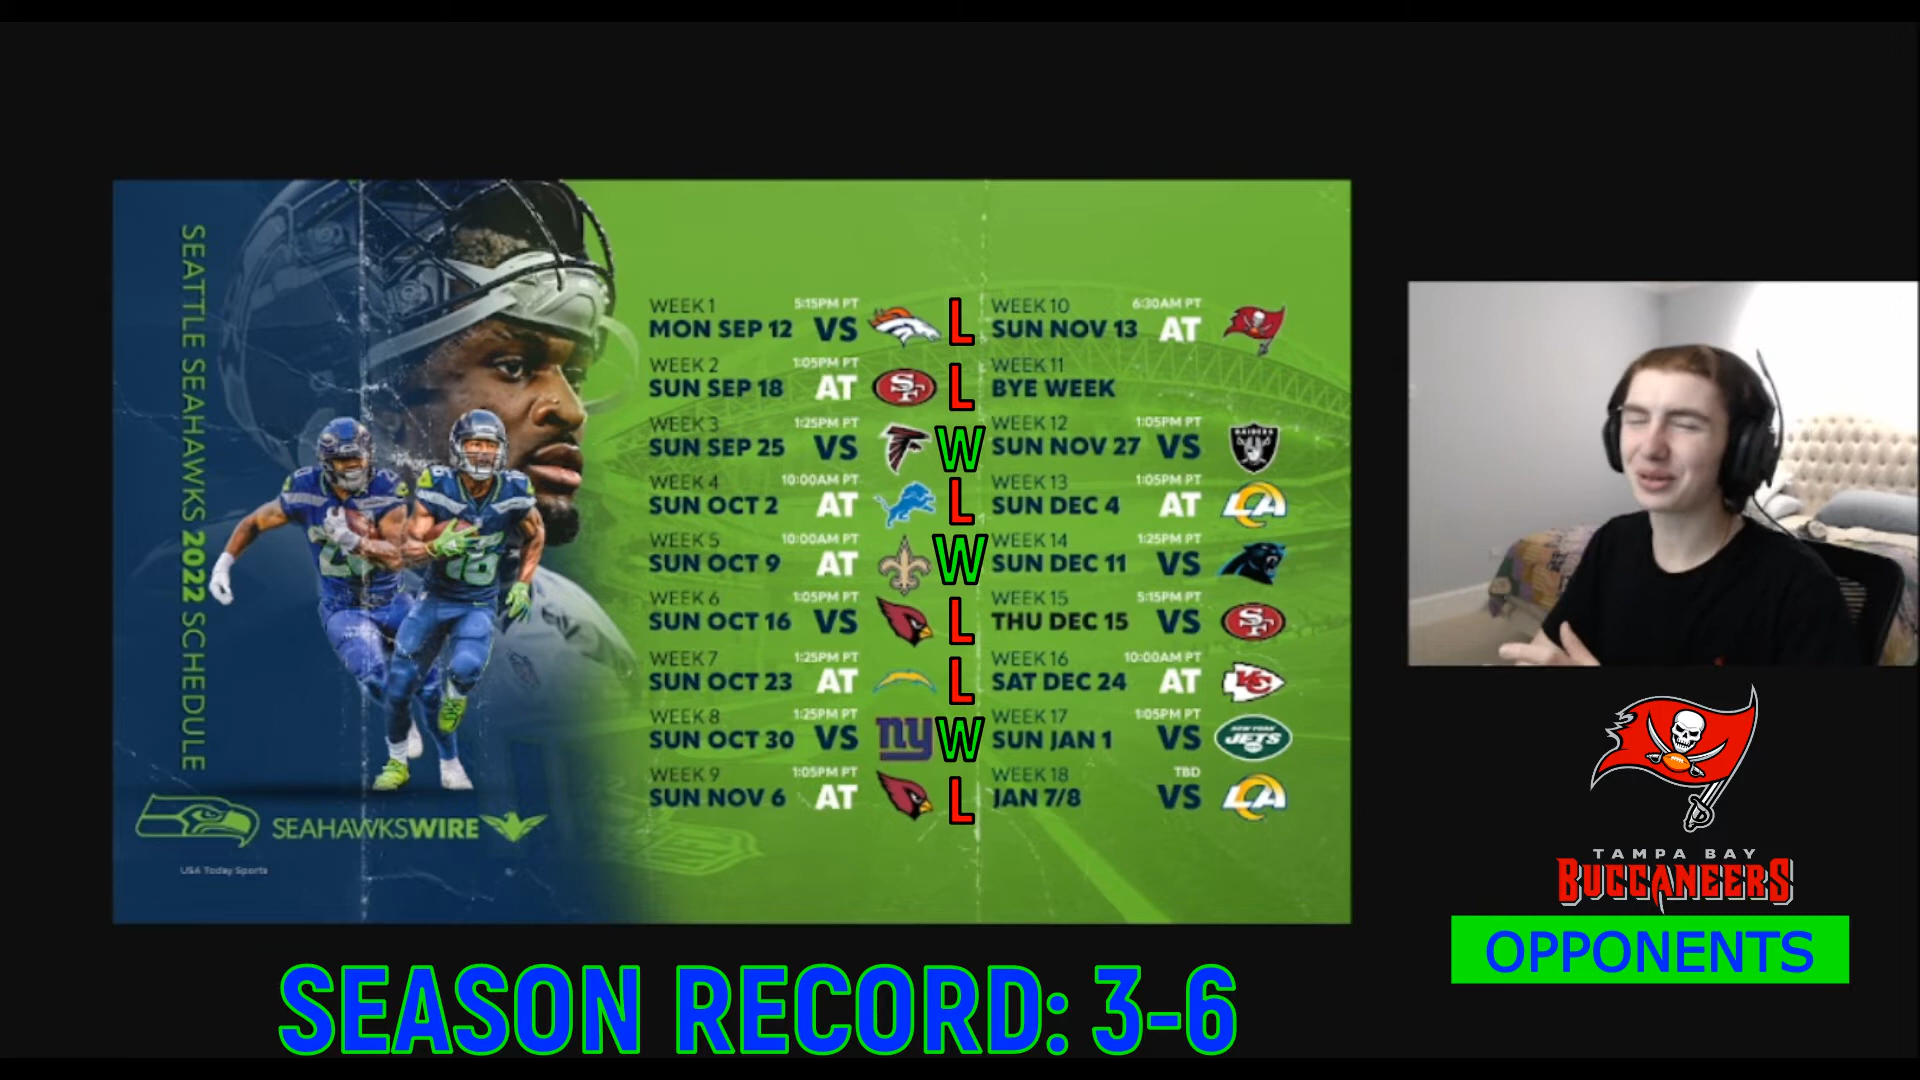 SEATTLE SEAHAWKS 2022 SCHEDULE
WEEK 1 5:15PM PT
MON SEP 12 VS L
WEEK 2 1:05PM PT
SUN SEP 18 AT SF L
WEEK 3 1:25PM PT
SUN SEP 25 VS W
WEEK 4 10:00AM PT
SUN OCT 2 AT L
WEEK 5 10:00AM PT
SUN OCT 9 AT W
WEEK 6 1:05PM PT
SUN OCT 16 VS L
WEEK 7 1:25PM PT
SUN OCT 23 AT L
WEEK 8 1:25PM PT
SUN OCT 30 VS ny W
WEEK 9 1:05PM PT
SUN NOV 6 AT L
WEEK 10 6:30AM PT
SUN NOV 13 AT
WEEK 11
BYE WEEK
WEEK 12 1:05PM PT
SUN NOV 27 VS RAIDERS
WEEK 13 1:05PM PT
SUN DEC 4 AT LA
WEEK 14 1:25PM PT
SUN DEC 11 VS
WEEK 15 5:15PM PT
THU DEC 15 VS SF
WEEK 16 10:00AM PT
SAT DEC 24 AT KC
WEEK 17 1:05PM PT
SUN JAN 1 VS NEW YORK JETS
WEEK 18 TBD
JAN 7/8 VS LA
SEAHAWKSWIRE
USA Today Sports
TAMPA BAY
BUCCANEERS
OPPONENTS
SEASON RECORD: 3-6